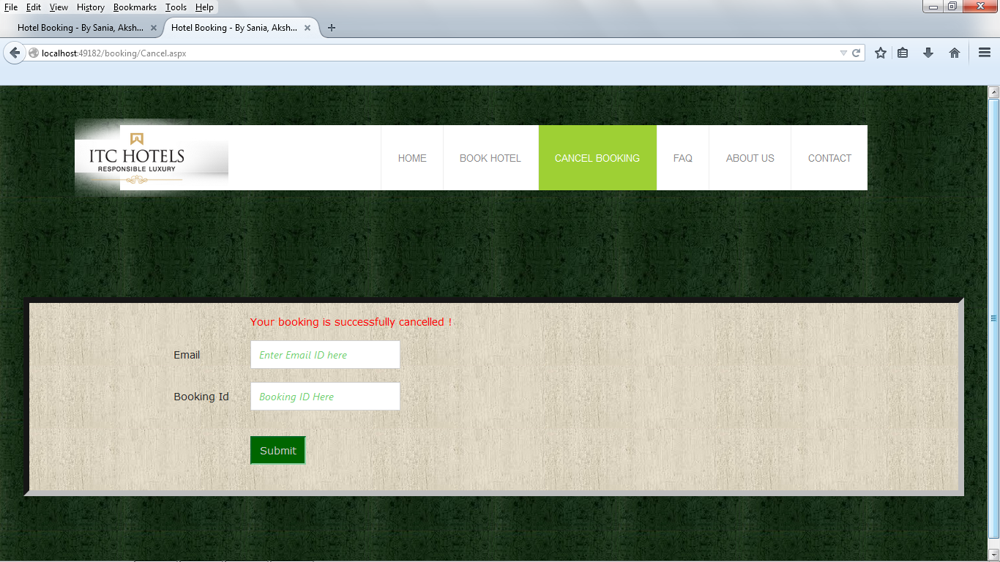 File Edit View History Bookmarks Tools Help
Hotel Booking - By Sania, Aksh... Hotel Booking - By Sania, Aksh...
localhost:49182/booking/Cancel.aspx
ITC HOTELS
RESPONSIBLE LUXURY
HOME BOOK HOTEL CANCEL BOOKING FAQ ABOUT US CONTACT
Your booking is successfully cancelled !
Email Enter Email ID here
Booking Id Booking ID Here
Submit